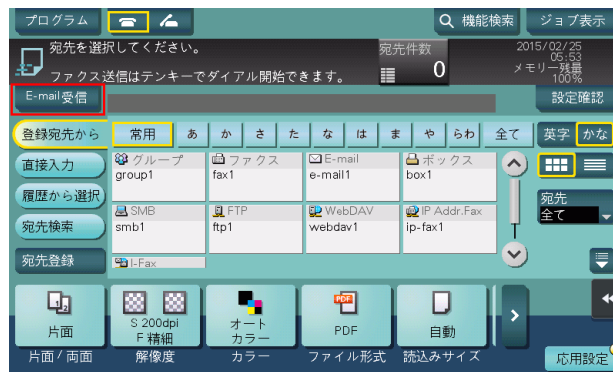 プログラム
機能検索
ジョブ表示
宛先を選択してください。
ファクス送信はテンキーでダイアル開始できます。
宛先件数
0
2015/02/25
05:53
メモリー残量
100%
E-mail受信
設定確認
登録宛先から
常用
あ
か
さ
た
な
は
ま
や
らわ
全て
英字
かな
直接入力
履歴から選択
宛先検索
宛先登録
グループ
group1
ファクス
fax1
E-mail
e-mail1
ボックス
box1
SMB
smb1
FTP
ftp1
WebDAV
webdav1
IP Addr.Fax
ip-fax1
I-Fax
宛先
全て
片面
S 200dpi
F 精細
オート
カラー
PDF
PDF
自動
片面/両面
解像度
カラー
ファイル形式
読込みサイズ
応用設定